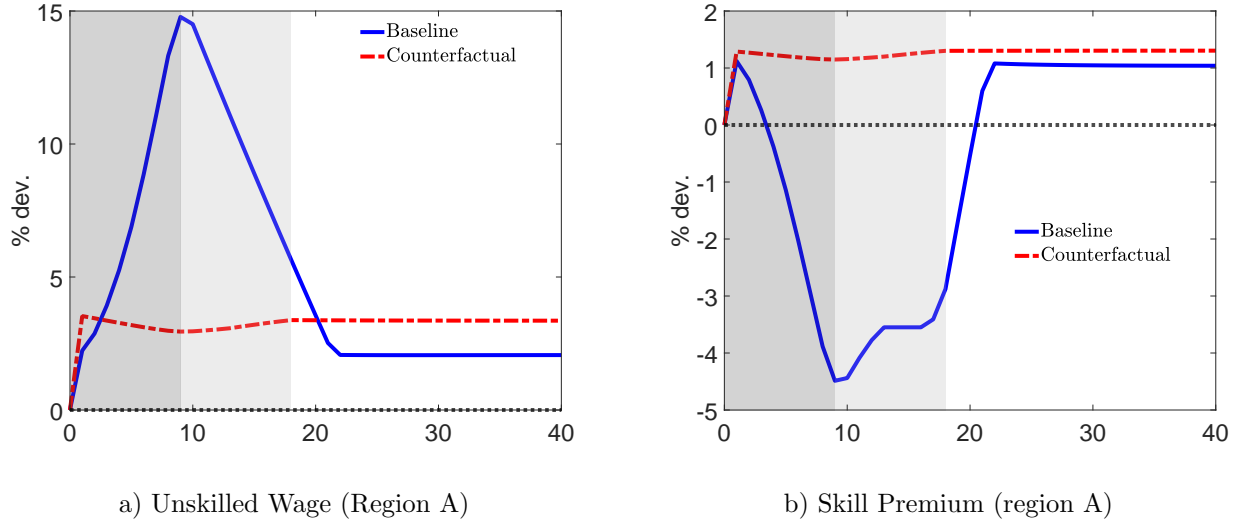 15
10
5
0
% dev.
0
10
20
30
40
Baseline
Counterfactual
a) Unskilled Wage (Region A)
2
1
0
-1
-2
-3
-4
-5
% dev.
0
10
20
30
40
Baseline
Counterfactual
b) Skill Premium (region A)